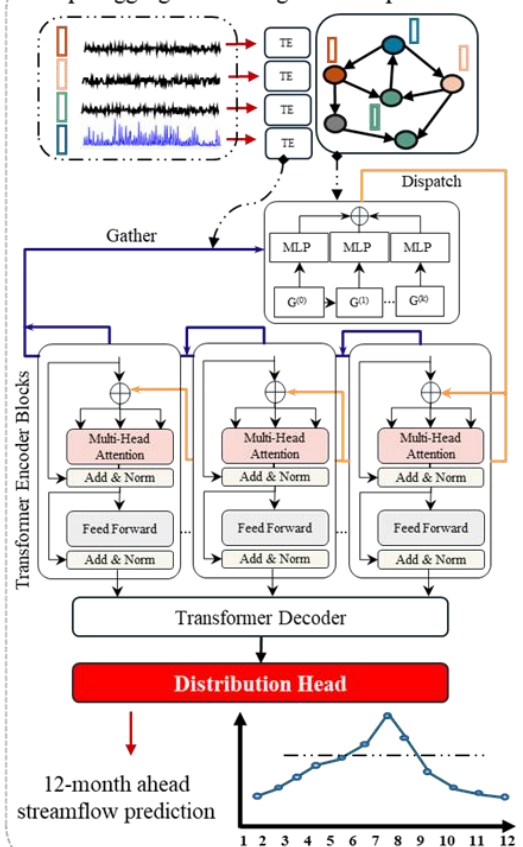 TE
TE
TE
TE
Dispatch
Gather
MLP MLP MLP
G(0) G(1) ... G(k)
Transformer Encoder Blocks
Multi-Head Attention
Add & Norm
Feed Forward
Add & Norm
...
Multi-Head Attention
Add & Norm
Feed Forward
Add & Norm
...
Multi-Head Attention
Add & Norm
Feed Forward
Add & Norm
Transformer Decoder
Distribution Head
12-month ahead
streamflow prediction
1 2 3 4 5 6 7 8 9 10 11 12